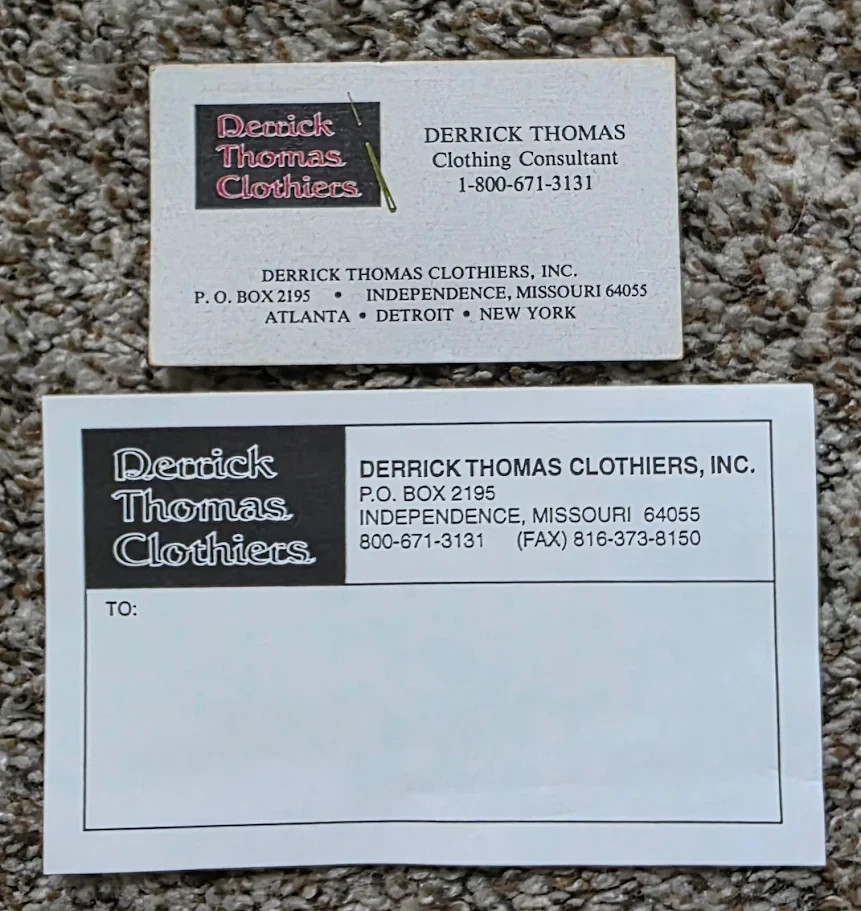 Derrick
Thomas
Clothiers
DERRICK THOMAS
Clothing Consultant
1-800-671-3131
DERRICK THOMAS CLOTHIERS, INC.
P. O. BOX 2195 • INDEPENDENCE, MISSOURI 64055
ATLANTA • DETROIT • NEW YORK
Derrick
Thomas
Clothiers
DERRICK THOMAS CLOTHIERS, INC.
P.O. BOX 2195
INDEPENDENCE, MISSOURI 64055
800-671-3131 (FAX) 816-373-8150
TO: